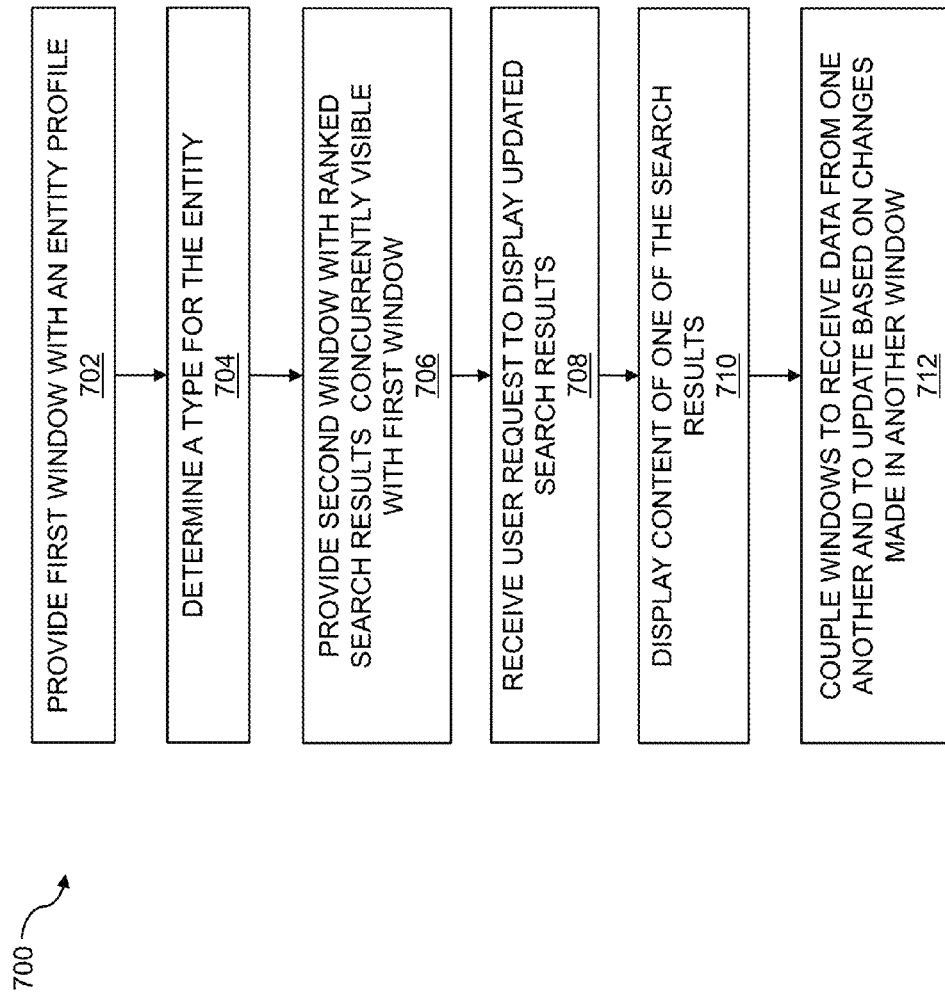 700
PROVIDE FIRST WINDOW WITH AN ENTITY PROFILE
702
DETERMINE A TYPE FOR THE ENTITY
704
PROVIDE SECOND WINDOW WITH RANKED
SEARCH RESULTS CONCURRENTLY VISIBLE
WITH FIRST WINDOW
706
RECEIVE USER REQUEST TO DISPLAY UPDATED
SEARCH RESULTS
708
DISPLAY CONTENT OF ONE OF THE SEARCH
RESULTS
710
COUPLE WINDOWS TO RECEIVE DATA FROM ONE
ANOTHER AND TO UPDATE BASED ON CHANGES
MADE IN ANOTHER WINDOW
712